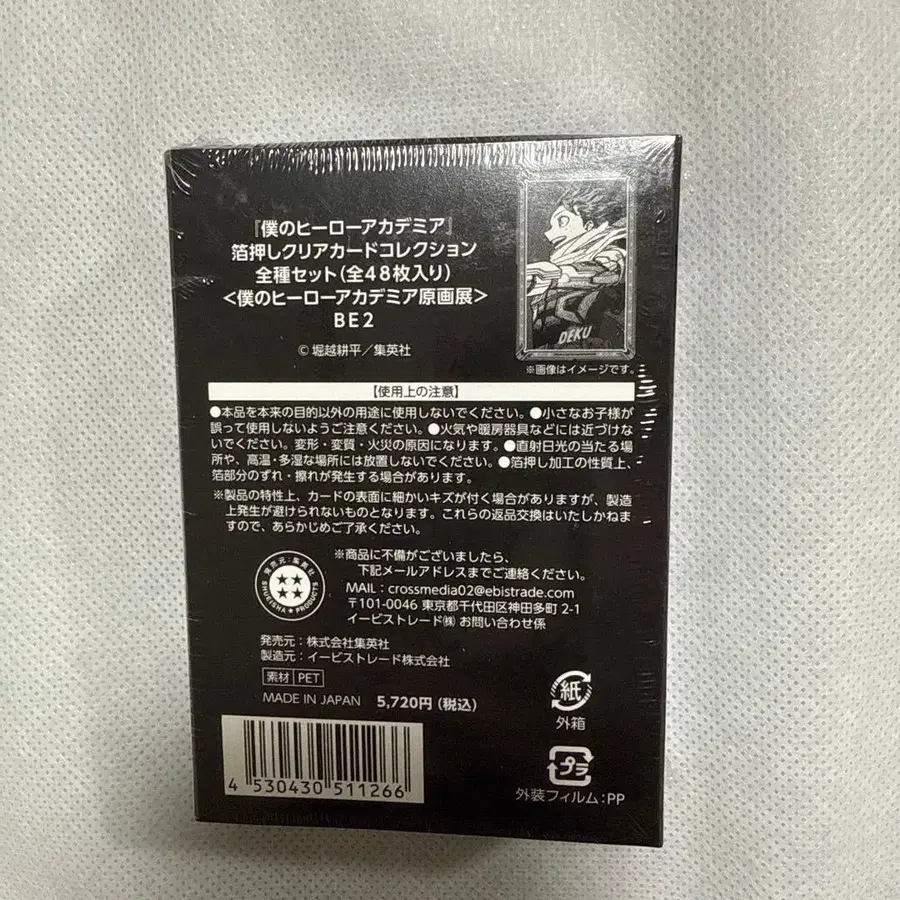 『僕のヒーローアカデミア』
箔押しクリアカードコレクション
全種セット（全48枚入り）
＜僕のヒーローアカデミア原画展＞
BE2
© 堀越耕平／集英社
DEKU
※画像はイメージです。
【使用上の注意】
●本品を本来の目的以外の用途に使用しないでください。●小さなお子様が
誤って使用しないようご注意ください。●火気や暖房器具などには近づけな
いでください。変形・変質・火災の原因になります。●直射日光の当たる場
所や、高温・多湿な場所には放置しないでください。●箔押し加工の性質上、
箔部分のずれ・擦れが発生する場合があります。
※製品の特性上、カードの表面に細かいキズが付く場合がありますが、製造
上発生が避けられないものとなります。これらの返品交換はいたしかねま
すので、あらかじめご了承ください。
発売元：集英社
SHUEISHA PRODUCTS
※商品に不備がございましたら、
下記メールアドレスまでご連絡ください。
MAIL：crossmedia02@ebistrade.com
〒101-0046 東京都千代田区神田多町 2-1
イービストレード㈱ お問い合わせ係
発売元：株式会社集英社
製造元：イービストレード株式会社
素材 PET
MADE IN JAPAN 5,720円（税込）
紙
外箱
プラ
外装フィルム：PP
4 530430 511266